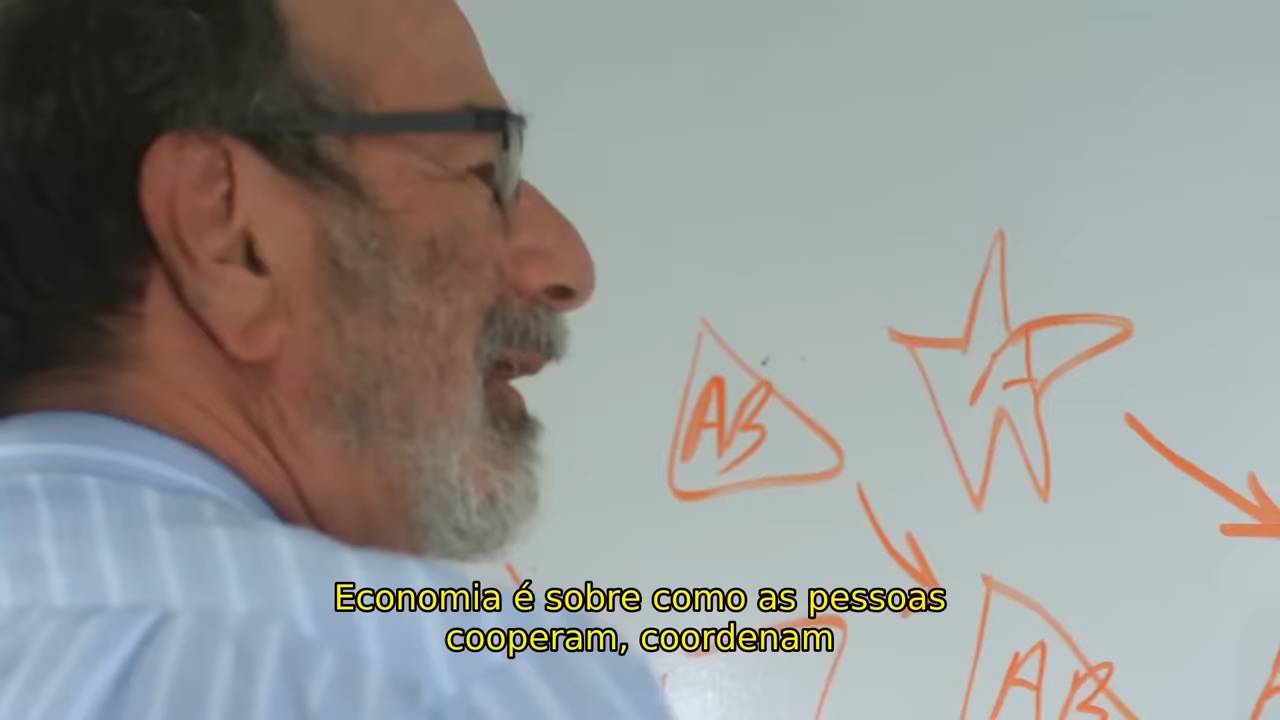 AB
A
Economia é sobre como as pessoas
cooperam, coordenam
AB